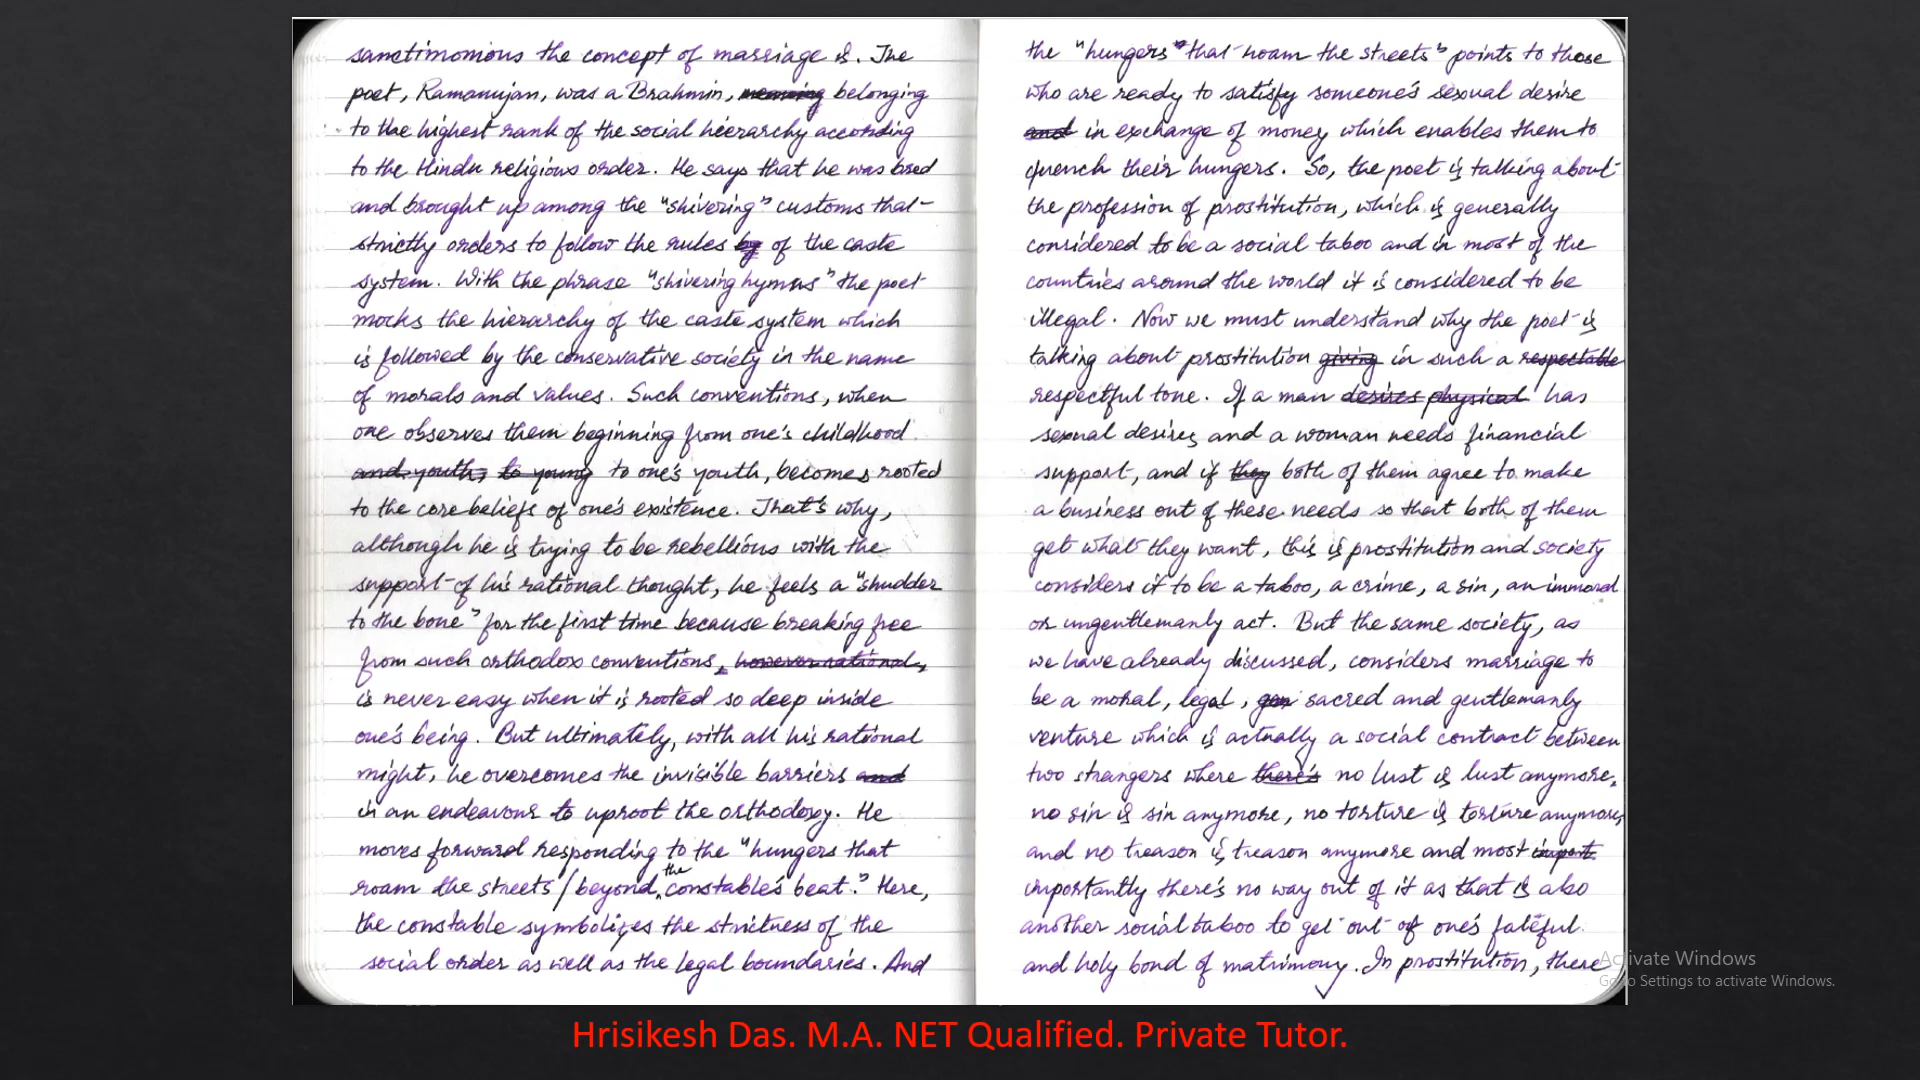 sanctimonious the concept of marriage is. The
poet, Ramanujan, was a Brahmin, meaning belonging
to the highest rank of the social hierarchy according
to the Hindu religious order. He says that he was bred
and brought up among the "shivering" customs that
strictly orders to follow the rules by of the caste
system. With the phrase "shivering hymns" the poet
mocks the hierarchy of the caste system which
is followed by the conservative society in the name
of morals and values. Such conventions, when
one observes them beginning from one's childhood
and youth, to young to one's youth, becomes rooted
to the core beliefs of one's existence. That's why,
although he is trying to be rebellious with the
support of his rational thought, he feels a "shudder
to the bone" for the first time because breaking free
from such orthodox conventions, however rational,
is never easy when it is rooted so deep inside
one's being. But ultimately, with all his rational
might, he overcomes the invisible barriers and
in an endeavour to uproot the orthodoxy. He
moves forward responding to the "hungers that
roam the streets / beyond the constable's beat." Here,
the constable symbolizes the strictness of the
social order as well as the legal boundaries. And
the "hungers that roam the streets" points to those
who are ready to satisfy someone's sexual desire
and in exchange of money which enables them to
quench their hungers. So, the poet is talking about
the profession of prostitution, which is generally
considered to be a social taboo and in most of the
countries around the world it is considered to be
illegal. Now we must understand why the poet is
talking about prostitution giving in such a respectable
respectful tone. If a man desires physical has
sexual desires and a woman needs financial
support, and if they both of them agree to make
a business out of these needs so that both of them
get what they want, this is prostitution and society
considers it to be a taboo, a crime, a sin, an immoral
or ungentlemanly act. But the same society, as
we have already discussed, considers marriage to
be a moral, legal, gen sacred and gentlemanly
venture which is actually a social contract between
two strangers where there's no lust is lust anymore,
no sin is sin anymore, no torture is torture anymore,
and no treason is treason anymore and most import
importantly there's no way out of it as that is also
another social taboo to get out of one's fateful
and holy bond of matrimony. In prostitution, there
Activate Windows
Go to Settings to activate Windows.
Hrisikesh Das. M.A. NET Qualified. Private Tutor.